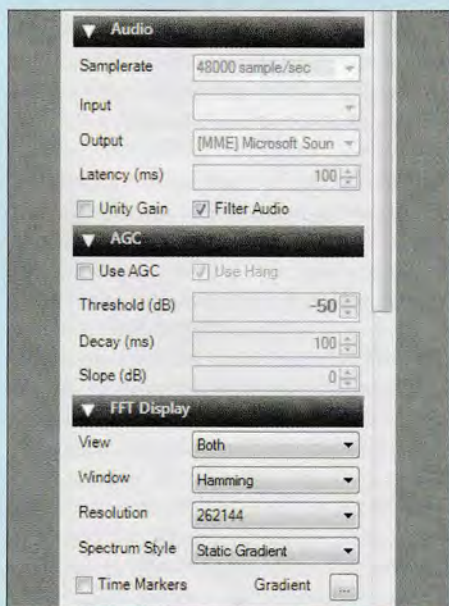 Audio
Samplerate 48000 sample/sec
Input
Output [MME] Microsoft Soun
Latency (ms) 100
Unity Gain Filter Audio
AGC
Use AGC Use Hang
Threshold (dB) -50
Decay (ms) 100
Slope (dB) 0
FFT Display
View Both
Window Hamming
Resolution 262144
Spectrum Style Static Gradient
Time Markers Gradient ...